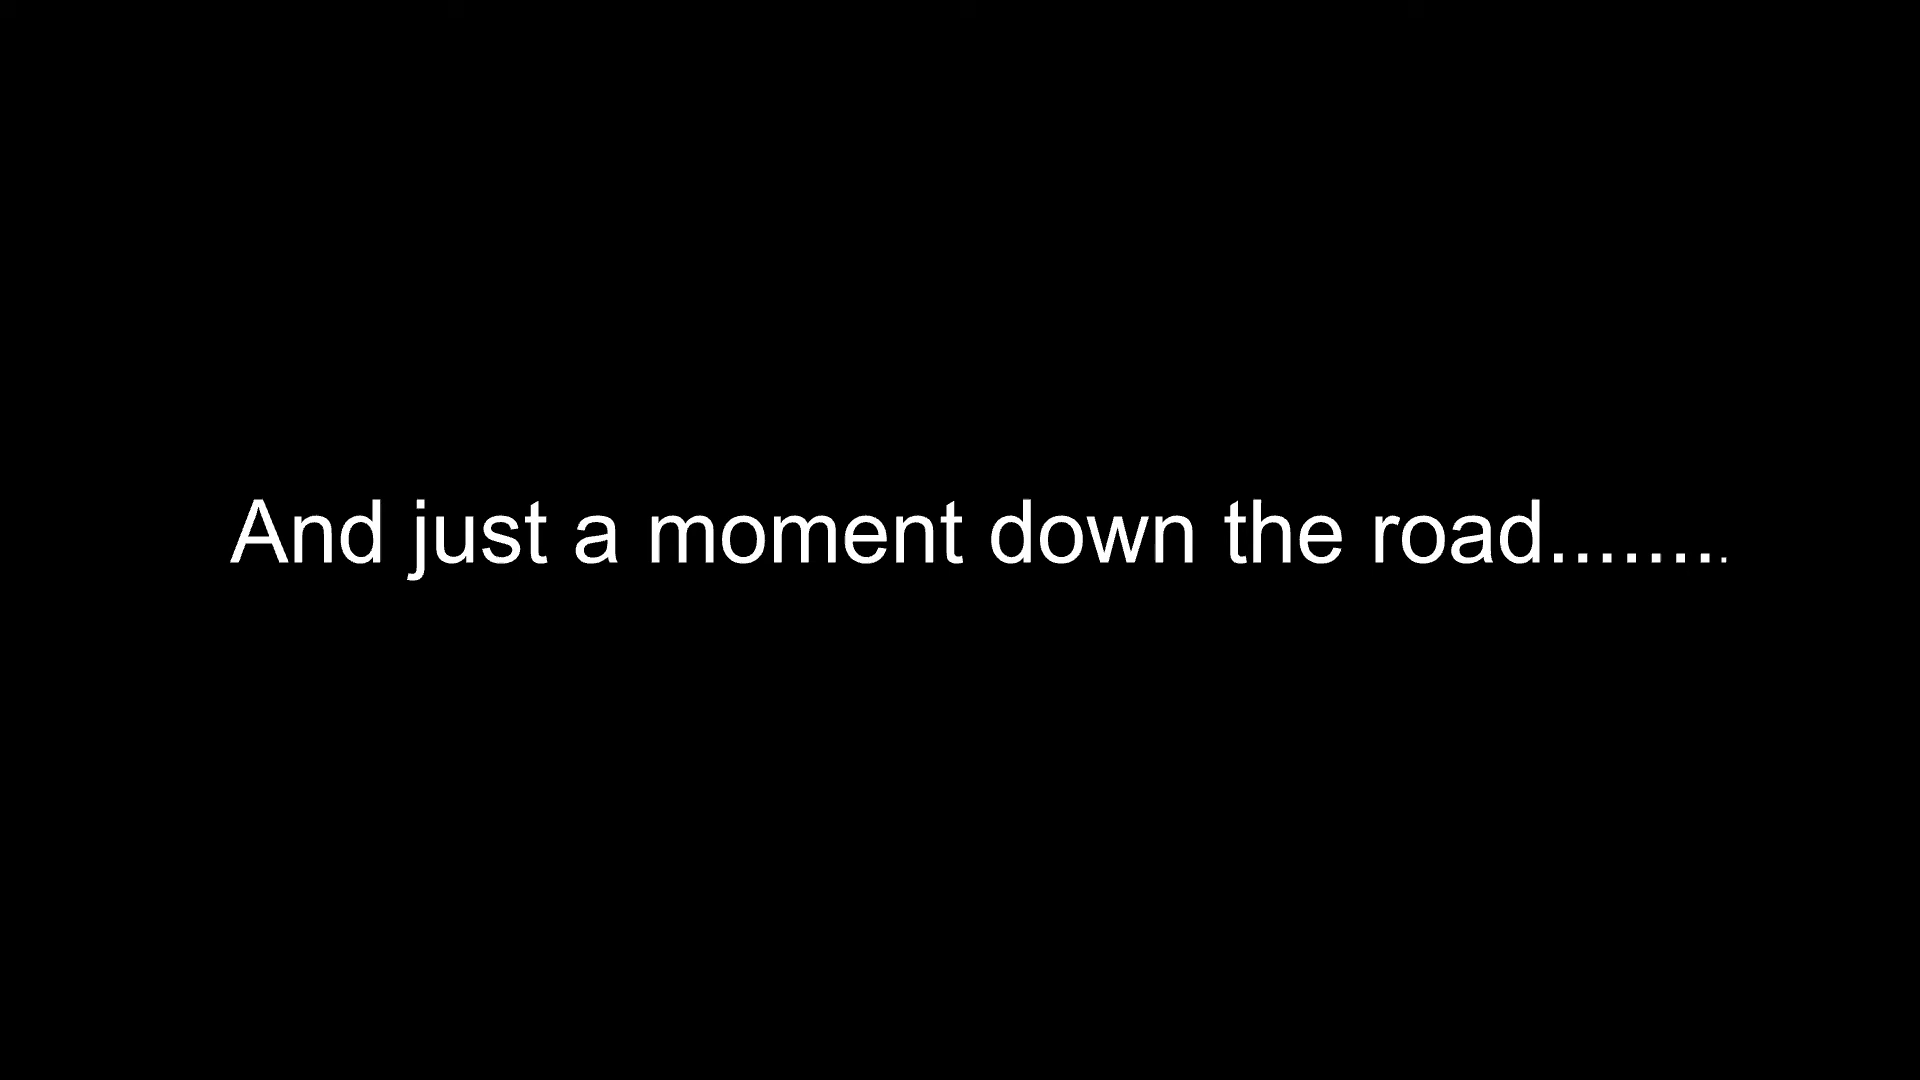 And just a moment down the road........